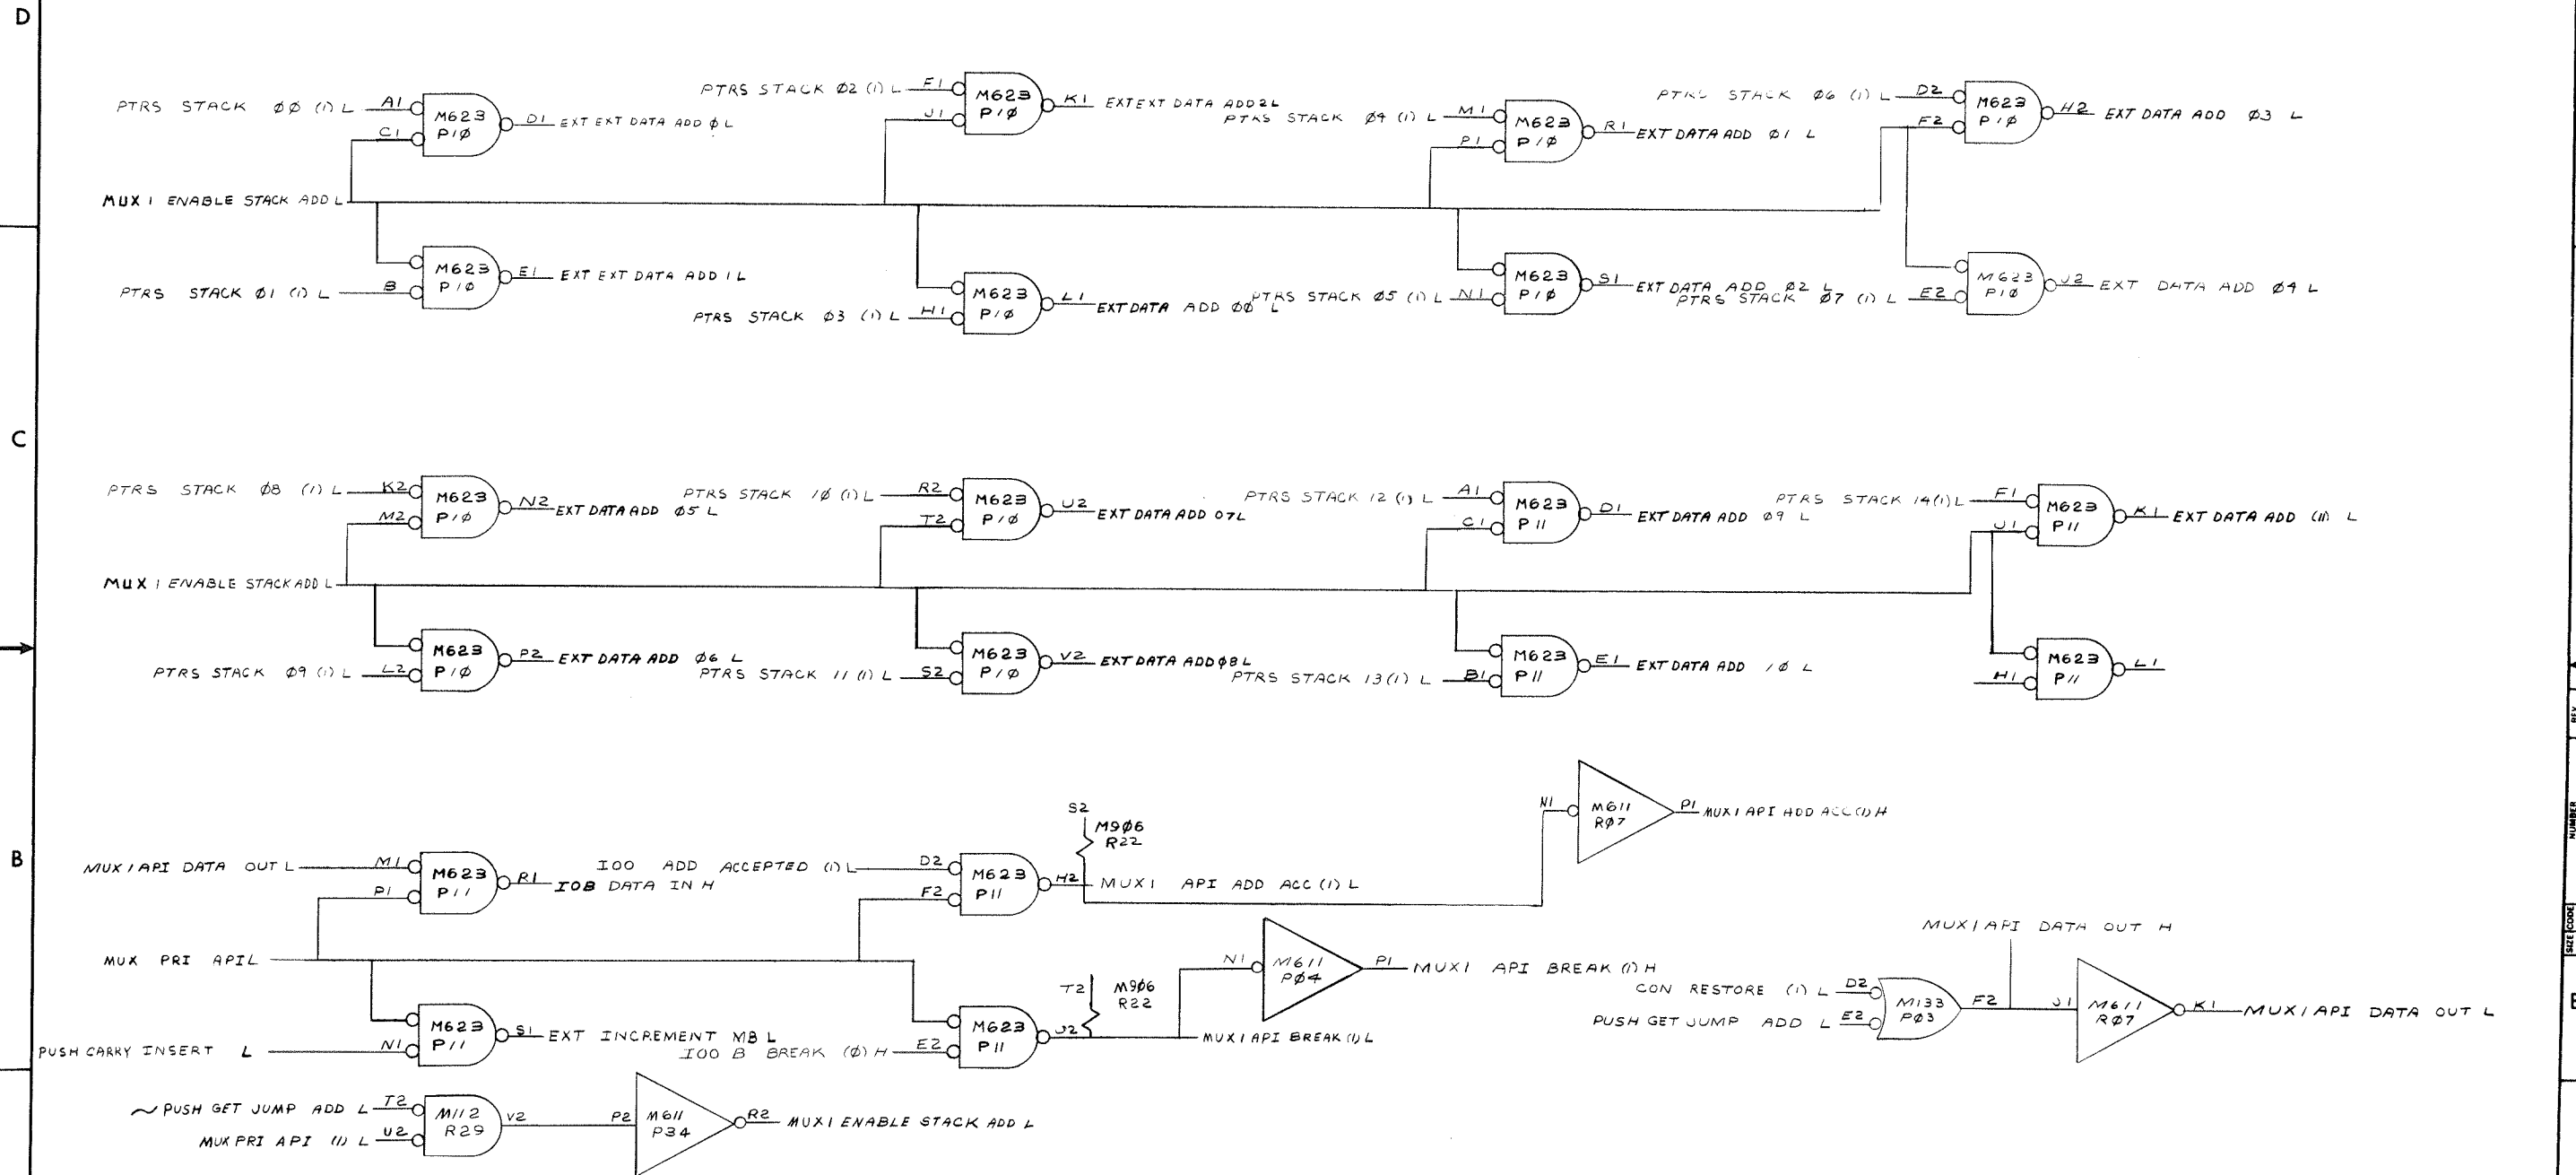 D
PTRS STACK ØØ (1) L
A1
C1
M623
P1Ø
D1
EXT EXT DATA ADD Ø L
PTRS STACK Ø2 (1) L
F1
J1
M623
P1Ø
K1
EXT EXT DATA ADD 2 L
PTRS STACK Ø4 (1) L
M1
P1
M623
P1Ø
R1
EXT DATA ADD Ø1 L
PTRS STACK Ø6 (1) L
D2
F2
M623
P1Ø
H2
EXT DATA ADD Ø3 L
MUX 1 ENABLE STACK ADD L
PTRS STACK Ø1 (1) L
B
M623
P1Ø
E1
EXT EXT DATA ADD 1 L
PTRS STACK Ø3 (1) L
H1
M623
P1Ø
L1
EXT DATA ADD ØØ L
PTRS STACK Ø5 (1) L
N1
M623
P1Ø
S1
EXT DATA ADD Ø2 L
PTRS STACK Ø7 (1) L
E2
M623
P1Ø
J2
EXT DATA ADD Ø4 L
C
PTRS STACK Ø8 (1) L
K2
M2
M623
P1Ø
N2
EXT DATA ADD Ø5 L
PTRS STACK 1Ø (1) L
R2
T2
M623
P1Ø
U2
EXT DATA ADD 07 L
PTRS STACK 12 (1) L
A1
C1
M623
P11
D1
EXT DATA ADD Ø9 L
PTRS STACK 14 (1) L
F1
J1
M623
P11
K1
EXT DATA ADD (11) L
MUX 1 ENABLE STACK ADD L
PTRS STACK Ø9 (1) L
L2
M623
P1Ø
P2
EXT DATA ADD Ø6 L
PTRS STACK 11 (1) L
S2
M623
P1Ø
V2
EXT DATA ADD Ø8 L
PTRS STACK 13 (1) L
B1
M623
P11
E1
EXT DATA ADD 1Ø L
H1
M623
P11
L1
REV
NUMBER
SIZE CODE
B
MUX 1 API DATA OUT L
M1
P1
M623
P11
R1
IOB DATA IN H
IOO ADD ACCEPTED (1) L
D2
F2
M623
P11
H2
MUX 1 API ADD ACC (1) L
S2
M9Ø6
R22
N1
M611
RØ7
P1
MUX 1 API ADD ACC (1) H
MUX PRI API L
PUSH CARRY INSERT L
N1
M623
P11
S1
EXT INCREMENT MB L
IOO B BREAK (Ø) H
E2
M623
P11
J2
T2
M9Ø6
R22
MUX 1 API BREAK (1) L
N1
M611
PØ4
P1
MUX 1 API BREAK (1) H
MUX 1 API DATA OUT H
CON RESTORE (1) L
D2
PUSH GET JUMP ADD L
E2
M133
PØ3
F2
J1
M611
RØ7
K1
MUX 1 API DATA OUT L
~ PUSH GET JUMP ADD L
T2
MUX PRI API (1) L
U2
M112
R29
V2
P2
M611
P34
R2
MUX 1 ENABLE STACK ADD L